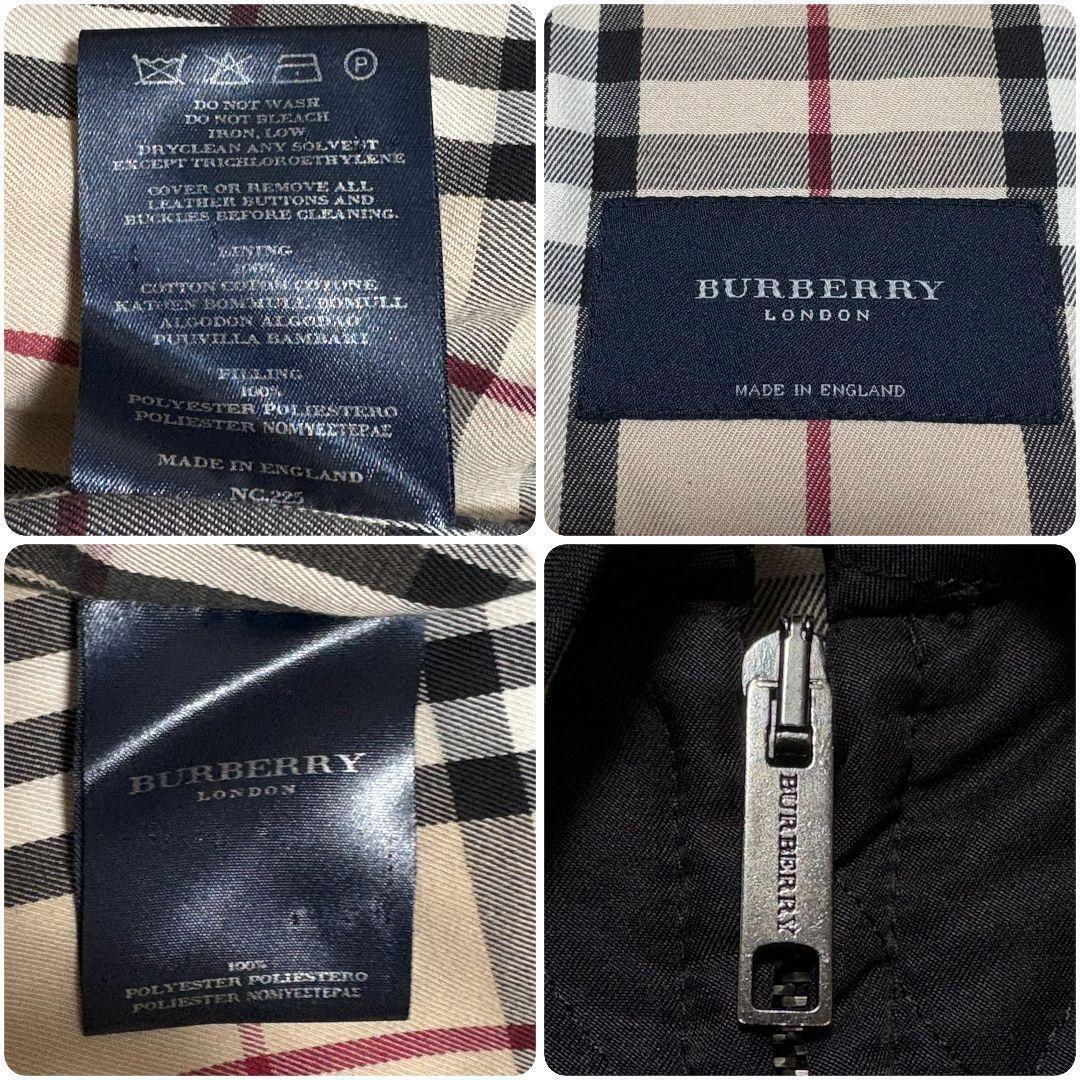 P
DO NOT WASH
DO NOT BLEACH
IRON, LOW
DRYCLEAN ANY SOLVENT
EXCEPT TRICHLOROETHYLENE
COVER OR REMOVE ALL
LEATHER BUTTONS AND
BUCKLES BEFORE CLEANING.
LINING
100%
COTTON COTON COTONE
KATOEN BOMMULL BOMULL
ALGODON ALGODAO
PUUVILLA BAMBAKI
FILLING
100%
POLYESTER POLIESTERO
POLIESTER ΝΟΜΥΕΣΤΕΡΑΣ
MADE IN ENGLAND
NC.225
BURBERRY
LONDON
MADE IN ENGLAND
BURBERRY
LONDON
100%
POLYESTER POLIESTERO
POLIESTER ΝΟΜΥΕΣΤΕΡΑΣ
BURBERRY